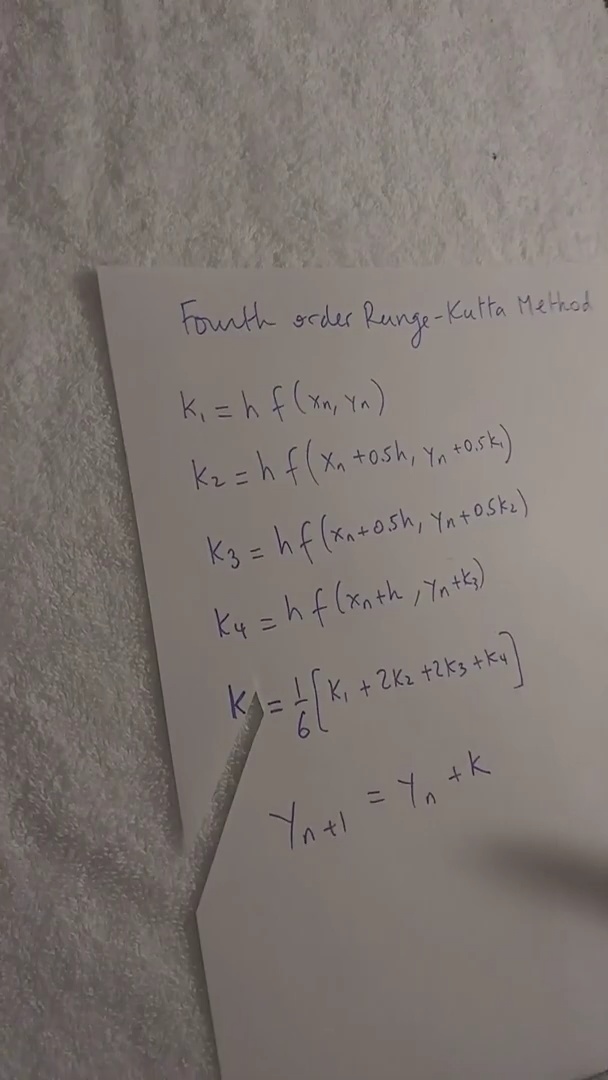 Fourth order Runge-Kutta Method
K₁ = h f(xₙ, yₙ)
K₂ = h f(xₙ + 0.5h, yₙ + 0.5k₁)
K₃ = h f(xₙ + 0.5h, yₙ + 0.5k₂)
K₄ = h f(xₙ + h, yₙ + k₃)
K = 1/6 [K₁ + 2K₂ + 2K₃ + K₄]
Yₙ₊₁ = Yₙ + K